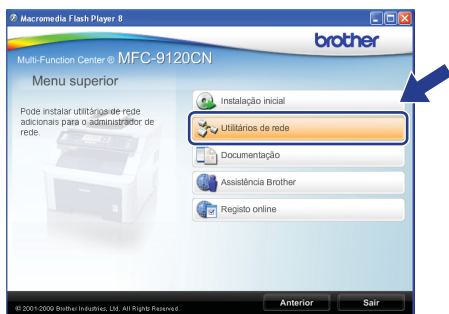 Macromedia Flash Player 8
brother
Multi-Function Center ® MFC-9120CN
Menu superior
Pode instalar utilitários de rede
adicionais para o administrador de
rede.
Instalação inicial
Utilitários de rede
Documentação
Assistência Brother
Registo online
© 2001-2009 Brother Industries, Ltd. All Rights Reserved.
Anterior
Sair